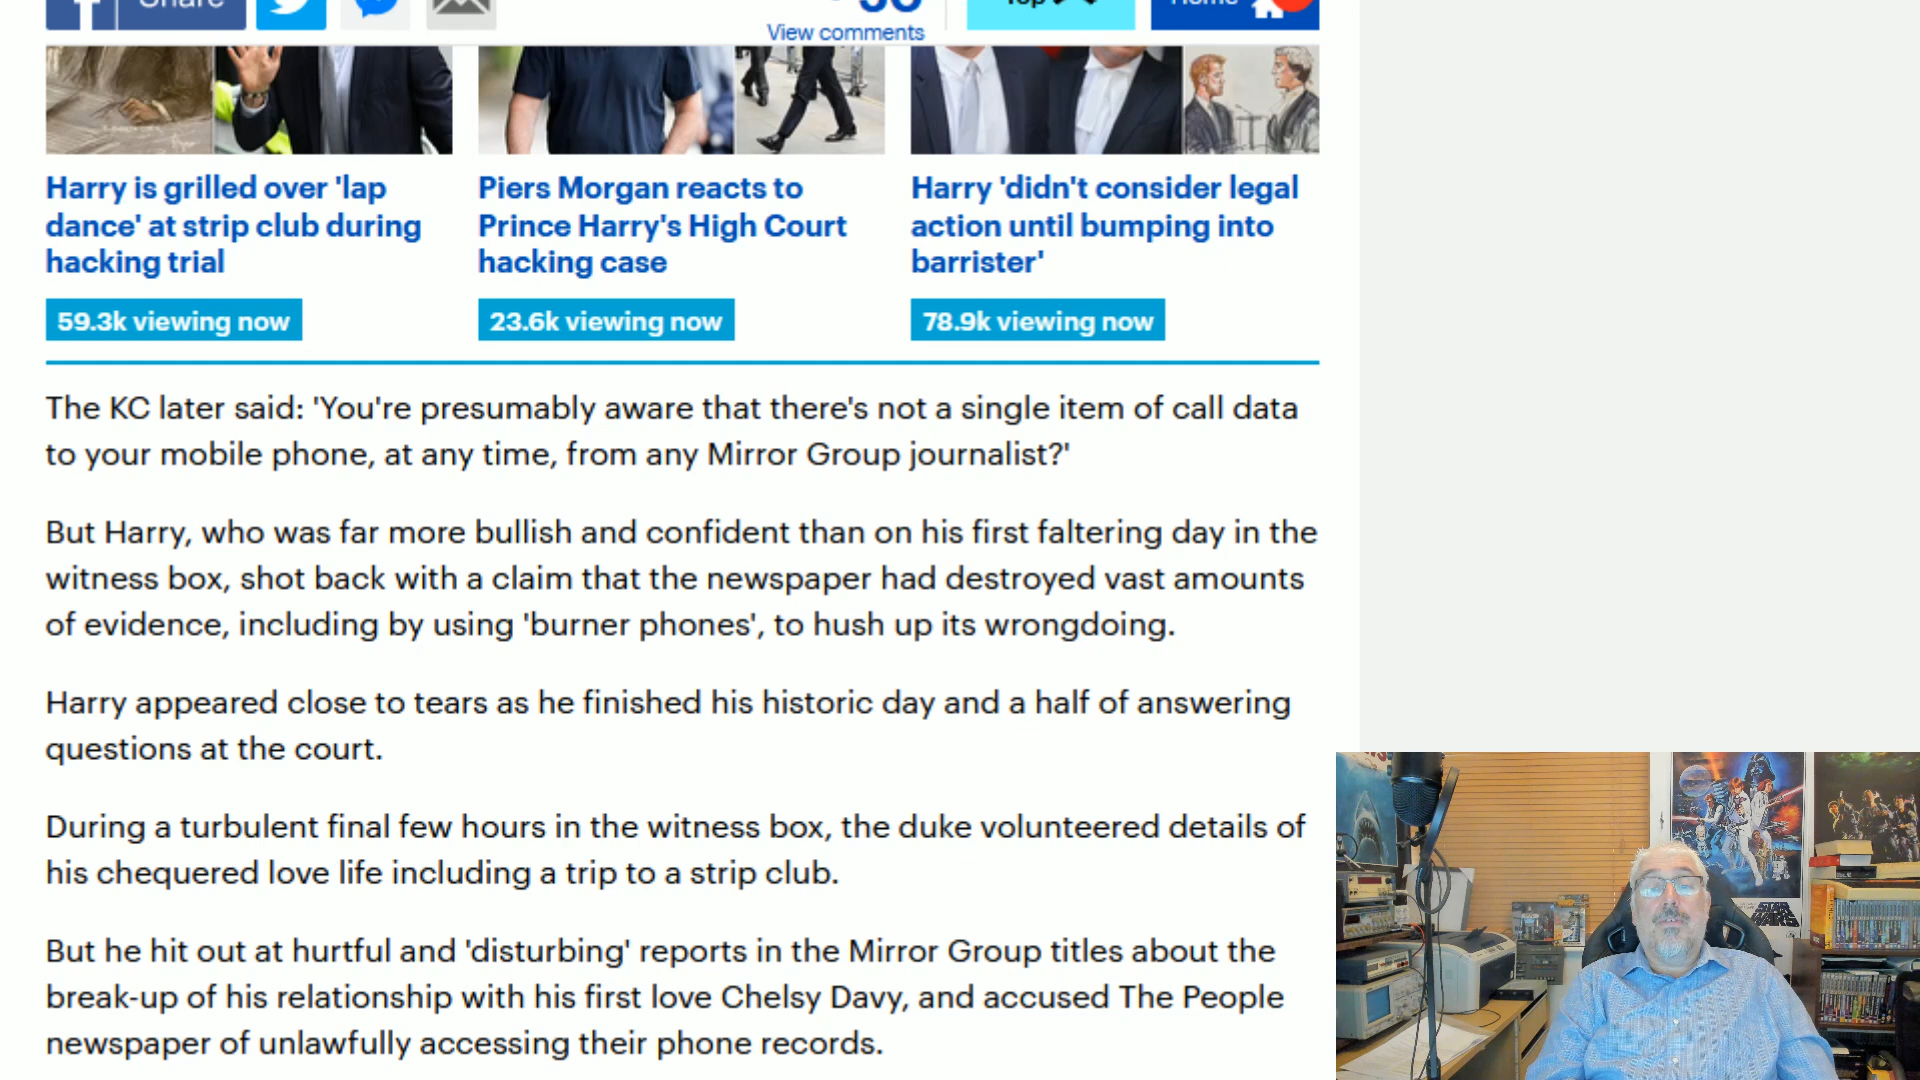 Share
View comments
Top
Home
Harry is grilled over 'lap
dance' at strip club during
hacking trial
59.3k viewing now
Piers Morgan reacts to
Prince Harry's High Court
hacking case
23.6k viewing now
Harry 'didn't consider legal
action until bumping into
barrister'
78.9k viewing now
The KC later said: 'You're presumably aware that there's not a single item of call data
to your mobile phone, at any time, from any Mirror Group journalist?'
But Harry, who was far more bullish and confident than on his first faltering day in the
witness box, shot back with a claim that the newspaper had destroyed vast amounts
of evidence, including by using 'burner phones', to hush up its wrongdoing.
Harry appeared close to tears as he finished his historic day and a half of answering
questions at the court.
During a turbulent final few hours in the witness box, the duke volunteered details of
his chequered love life including a trip to a strip club.
But he hit out at hurtful and 'disturbing' reports in the Mirror Group titles about the
break-up of his relationship with his first love Chelsy Davy, and accused The People
newspaper of unlawfully accessing their phone records.